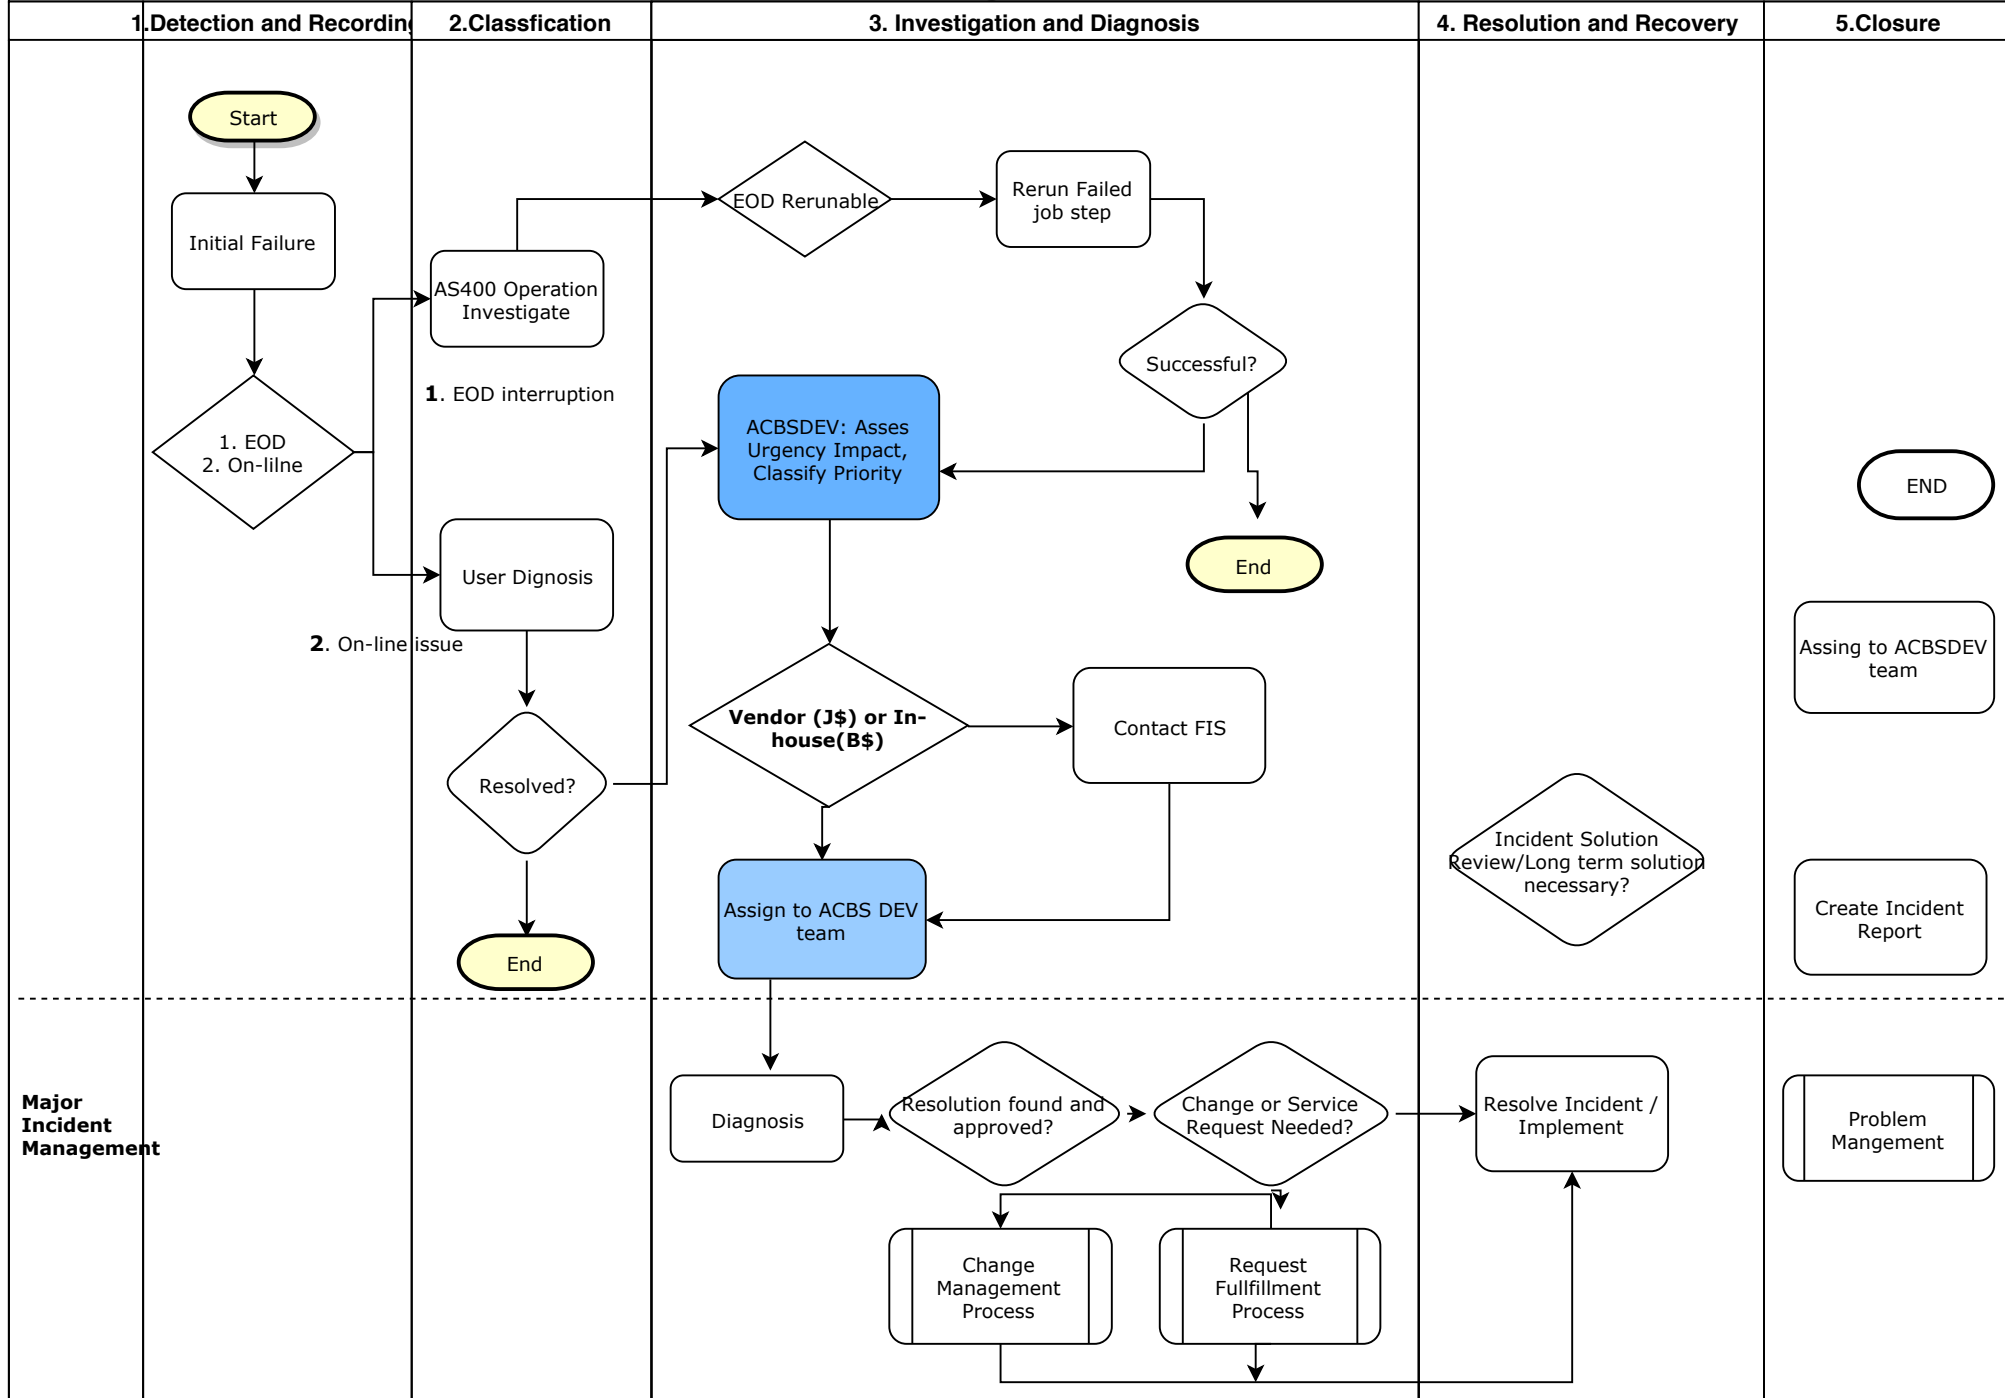 1.Detection and Recording
2.Classfication
3. Investigation and Diagnosis
4. Resolution and Recovery
5.Closure
Start
Initial Failure
1. EOD
2. On-lilne
AS400 Operation
Investigate
1. EOD interruption
User Dignosis
2. On-line issue
Resolved?
End
EOD Rerunable
Rerun Failed
job step
Successful?
End
ACBSDEV: Asses
Urgency Impact,
Classify Priority
Vendor (J$) or In-
house(B$)
Contact FIS
Assign to ACBS DEV
team
Incident Solution
Review/Long term solution
necessary?
END
Assing to ACBSDEV
team
Create Incident
Report
Major
Incident
Management
Diagnosis
Resolution found and
approved?
Change or Service
Request Needed?
Resolve Incident /
Implement
Problem
Mangement
Change
Management
Process
Request
Fullfillment
Process